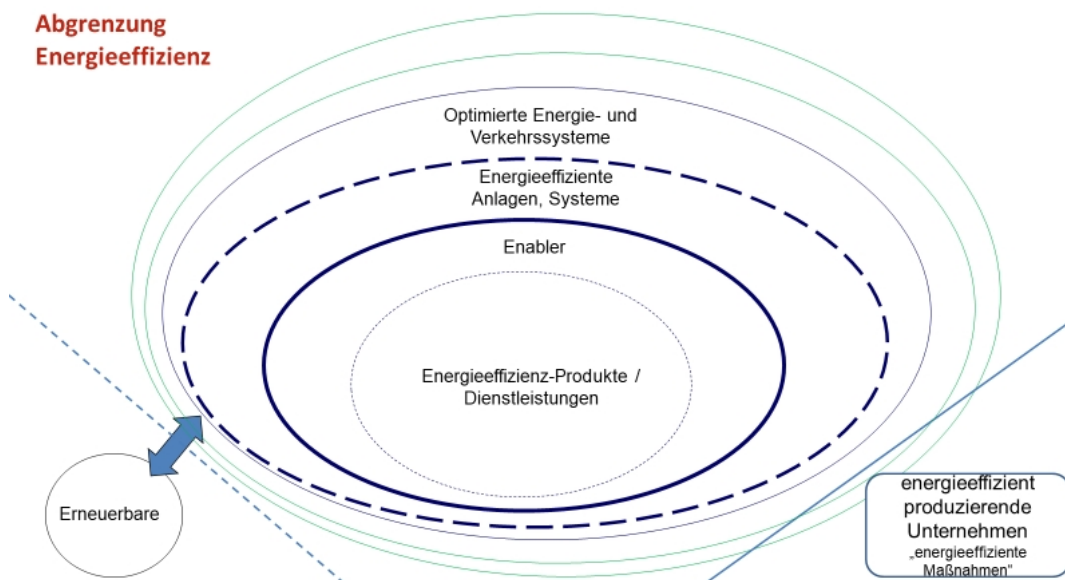 Abgrenzung
Energieeffizienz
Optimierte Energie- und
Verkehrssysteme
Energieeffiziente
Anlagen, Systeme
Enabler
Energieeffizienz-Produkte /
Dienstleistungen
Erneuerbare
energieeffizient
produzierende
Unternehmen
„energieeffiziente
Maßnahmen"